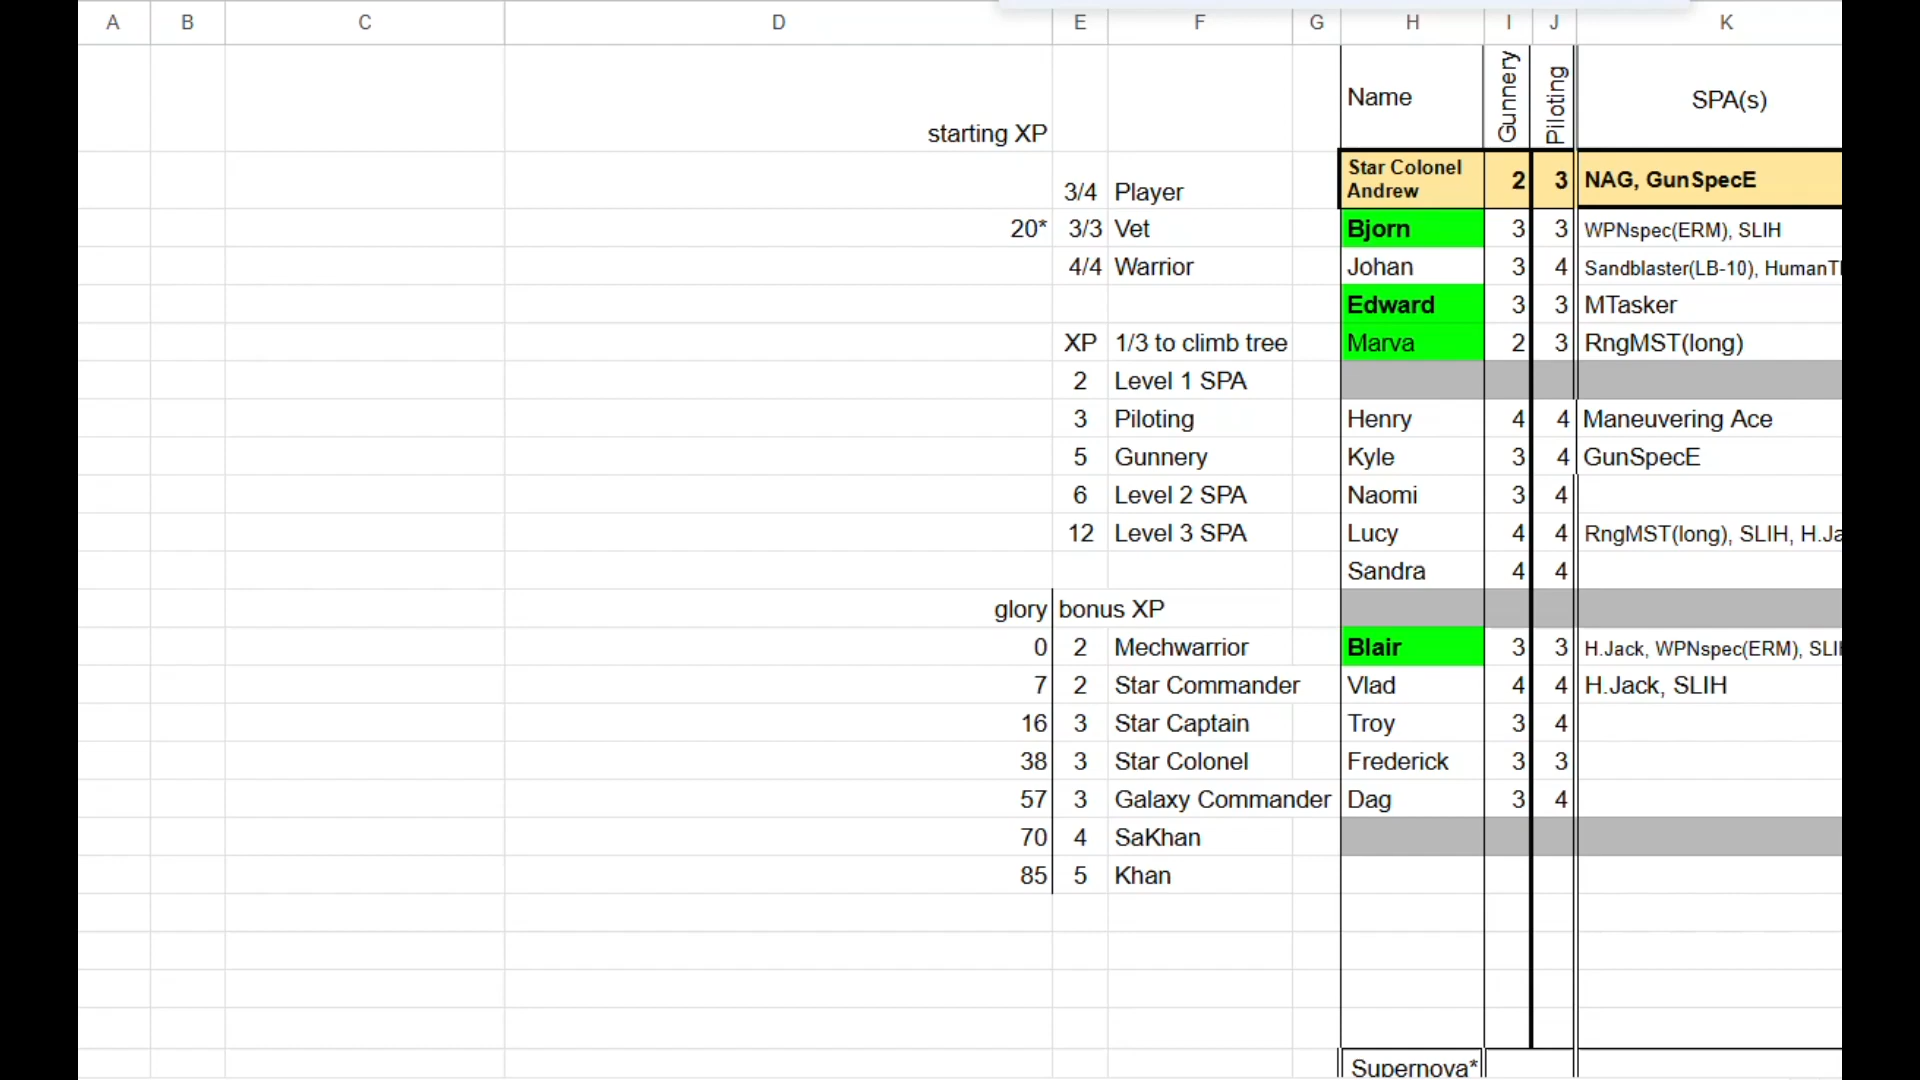 A B C D E F G H I J K
starting XP Name Gunnery Piloting SPA(s)
3/4 Player Star Colonel Andrew 2 3 NAG, GunSpecE
20* 3/3 Vet Bjorn 3 3 WPNspec(ERM), SLIH
4/4 Warrior Johan 3 4 Sandblaster(LB-10),
Edward 3 3 MTasker
XP 1/3 to climb tree Marva 2 3 RngMST(long)
2 Level 1 SPA
3 Piloting Henry 4 4 Maneuvering Ace
5 Gunnery Kyle 3 4 GunSpecE
6 Level 2 SPA Naomi 3 4
12 Level 3 SPA Lucy 4 4 RngMST(long), SLIH,
Sandra 4 4
glory bonus XP
0 2 Mechwarrior Blair 3 3 H.Jack, WPNspec(ERM),
7 2 Star Commander Vlad 4 4 H.Jack, SLIH
16 3 Star Captain Troy 3 4
38 3 Star Colonel Frederick 3 3
57 3 Galaxy Commander Dag 3 4
70 4 SaKhan
85 5 Khan
Supernova*